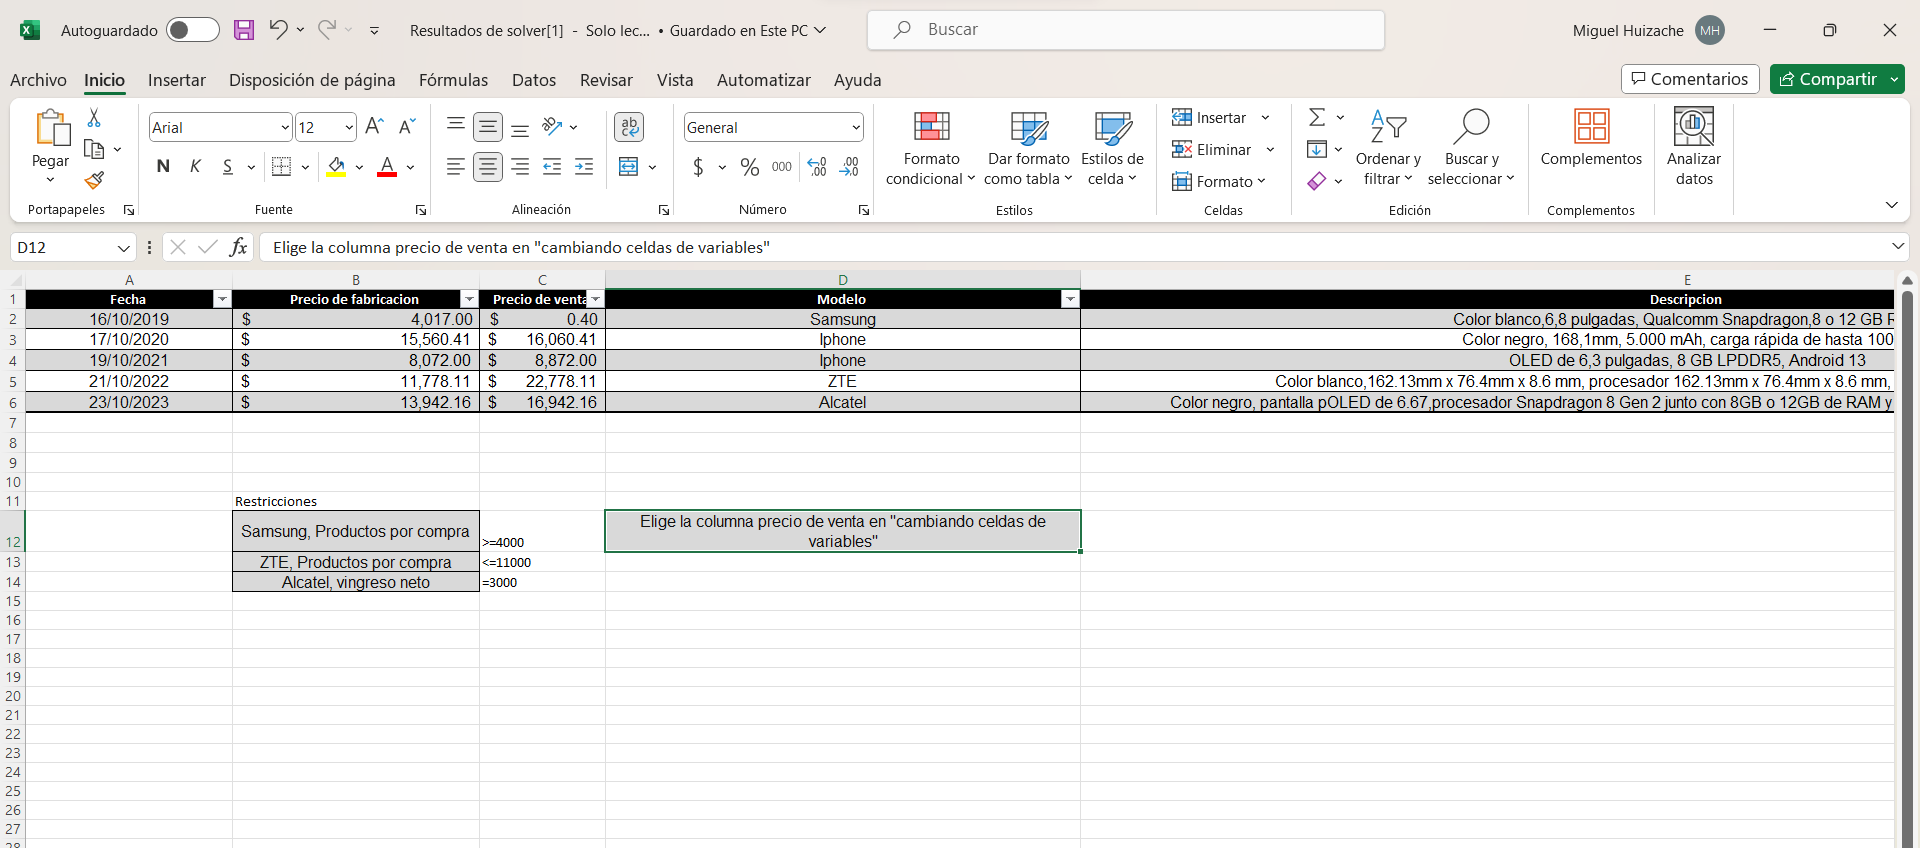 Autoguardado Resultados de solver[1] - Solo lec... • Guardado en Este PC Buscar Miguel Huizache MH
Archivo Inicio Insertar Disposición de página Fórmulas Datos Revisar Vista Automatizar Ayuda Comentarios Compartir
Pegar
Portapapeles
Arial 12
N K S
Fuente
Alineación
General
$ % 000
Número
Formato condicional
Dar formato como tabla
Estilos de celda
Estilos
Insertar
Eliminar
Formato
Celdas
Ordenar y filtrar
Buscar y seleccionar
Edición
Complementos
Complementos
Analizar datos
D12 fx Elige la columna precio de venta en "cambiando celdas de variables"
A B C D E
1 Fecha Precio de fabricacion Precio de venta Modelo Descripcion
2 16/10/2019 $ 4,017.00 $ 0.40 Samsung Color blanco,6,8 pulgadas, Qualcomm Snapdragon,8 o 12 GB R
3 17/10/2020 $ 15,560.41 $ 16,060.41 Iphone Color negro, 168,1mm, 5.000 mAh, carga rápida de hasta 100
4 19/10/2021 $ 8,072.00 $ 8,872.00 Iphone OLED de 6,3 pulgadas, 8 GB LPDDR5, Android 13
5 21/10/2022 $ 11,778.11 $ 22,778.11 ZTE Color blanco,162.13mm x 76.4mm x 8.6 mm, procesador 162.13mm x 76.4mm x 8.6 mm,
6 23/10/2023 $ 13,942.16 $ 16,942.16 Alcatel Color negro, pantalla pOLED de 6.67,procesador Snapdragon 8 Gen 2 junto con 8GB o 12GB de RAM y
7
8
9
10
11 Restricciones
12 Samsung, Productos por compra >=4000 Elige la columna precio de venta en "cambiando celdas de
variables"
13 ZTE, Productos por compra <=11000
14 Alcatel, vingreso neto =3000
15
16
17
18
19
20
21
22
23
24
25
26
27
28